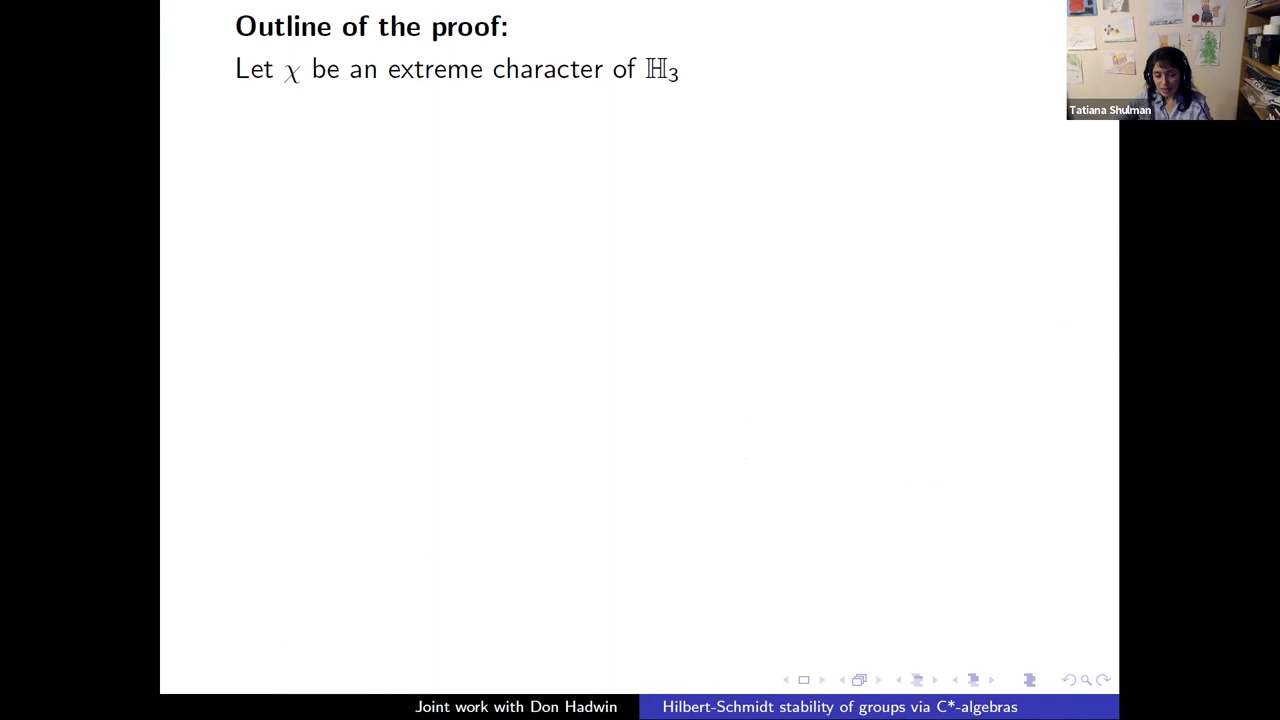 Outline of the proof:
Let χ be an extreme character of ℍ₃
Tatiana Shulman
Joint work with Don Hadwin
Hilbert-Schmidt stability of groups via C*-algebras